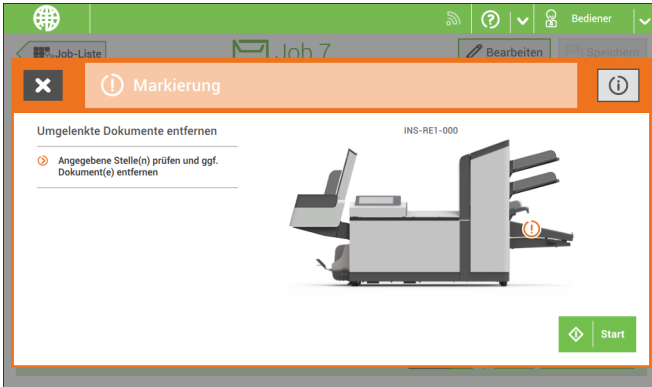 Bediener
Job-Liste
Job 7
Bearbeiten
Speichern
Markierung
Umgelenkte Dokumente entfernen
INS-RE1-000
Angegebene Stelle(n) prüfen und ggf.
Dokument(e) entfernen
Start